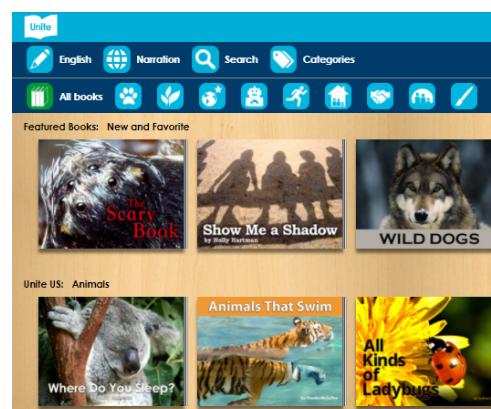 Unite
English Narration Search Categories
All books
Featured Books: New and Favorite
The
Scary
Book
Show Me a Shadow
by Holly Hartman
WILD DOGS
Unite US: Animals
Where Do You Sleep?
Animals That Swim
All
Kinds
of
Ladybugs